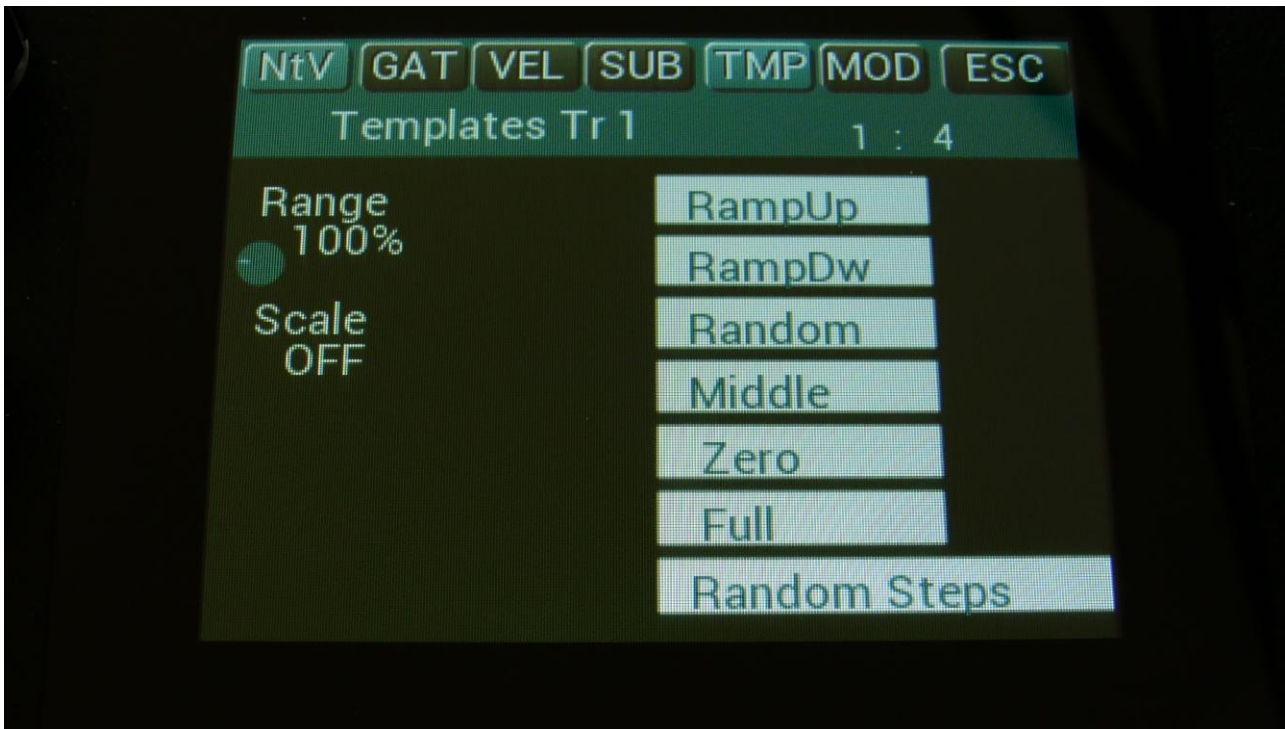 NtV GAT VEL SUB TMP MOD ESC
Templates Tr 1 1 : 4
Range
100%
Scale
OFF
RampUp
RampDw
Random
Middle
Zero
Full
Random Steps